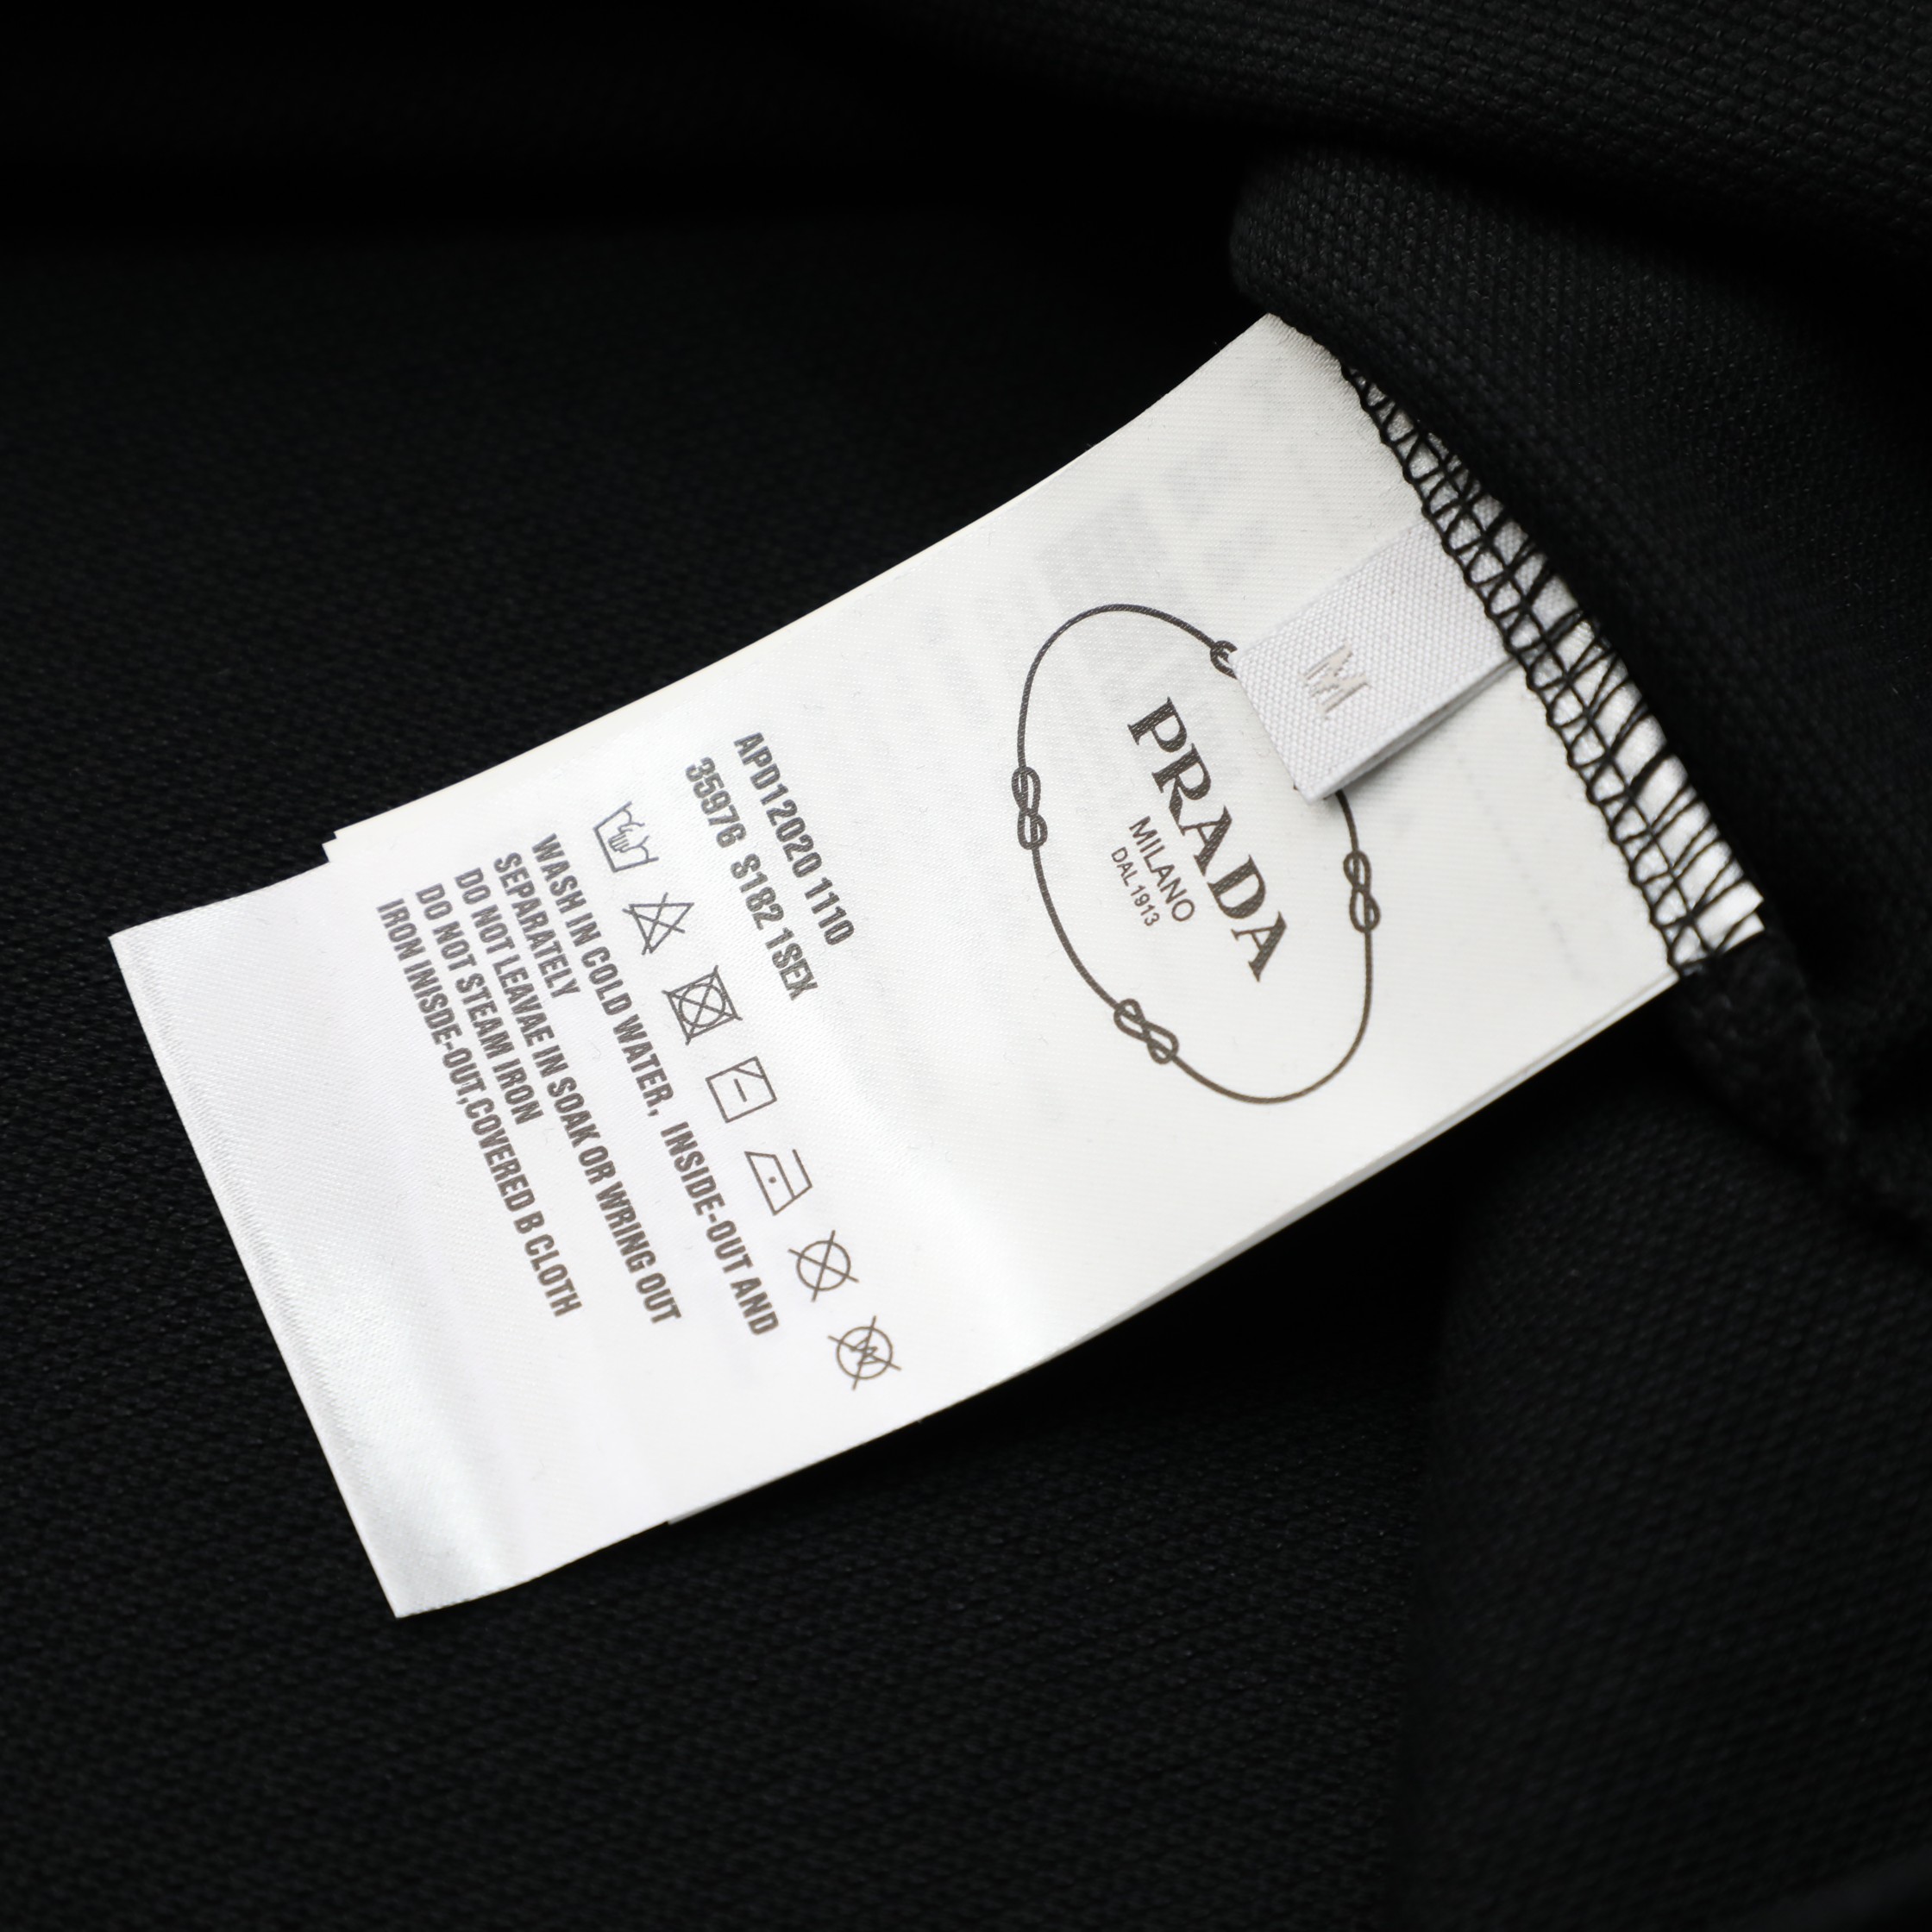 M
PRADA
MILANO
DAL 1913
APD12020 1110
35976 S182 1SEX
WASH IN COLD WATER, INSIDE-OUT AND
SEPARATELY
DO NOT LEAVAE IN SOAK OR WRING OUT
DO NOT STEAM IRON
IRON INISDE-OUT,COVERED B CLOTH